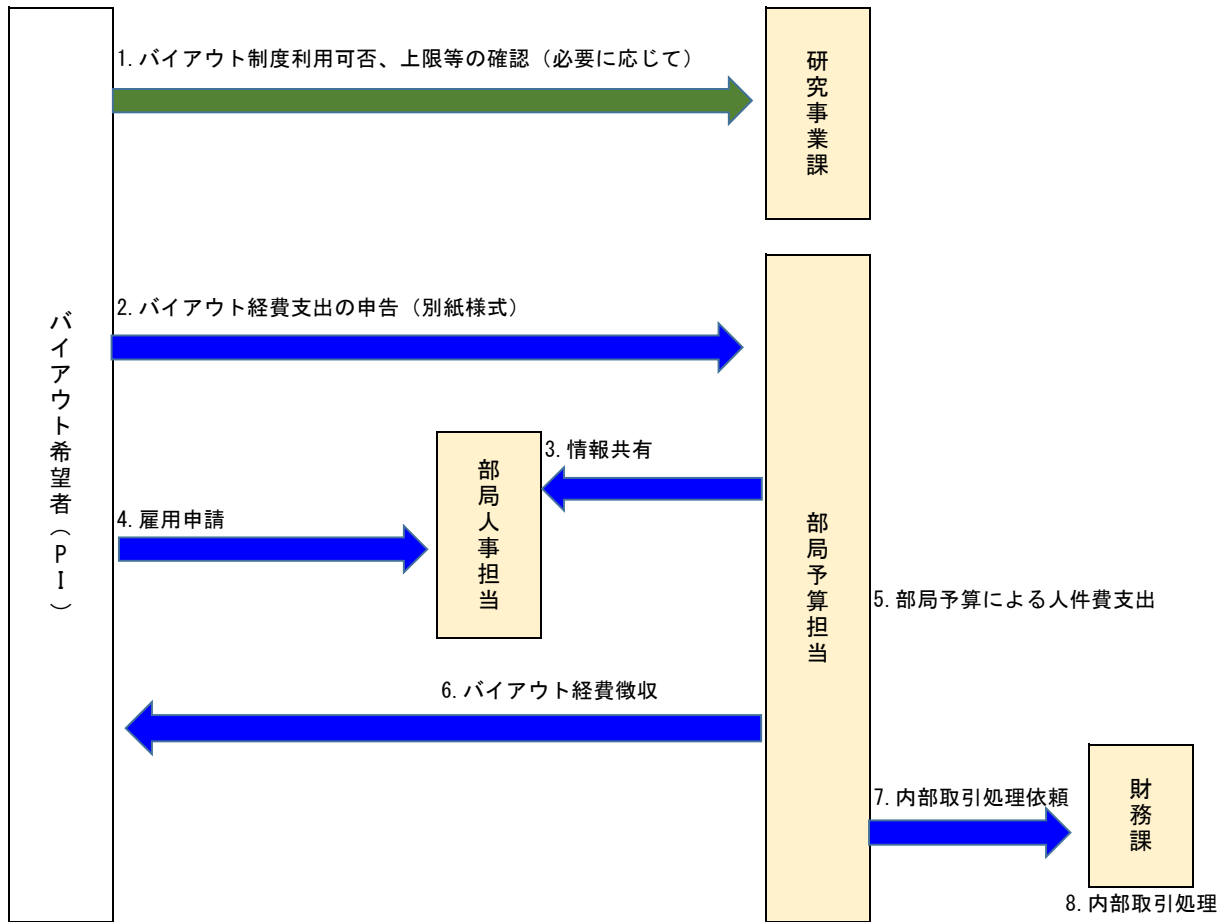 1. バイアウト制度利用可否、上限等の確認（必要に応じて）
研究事業課
2. バイアウト経費支出の申告（別紙様式）
バイアウト希望者（PI）
3. 情報共有
部局人事担当
4. 雇用申請
部局予算担当
5. 部局予算による人件費支出
6. バイアウト経費徴収
7. 内部取引処理依頼
財務課
8. 内部取引処理